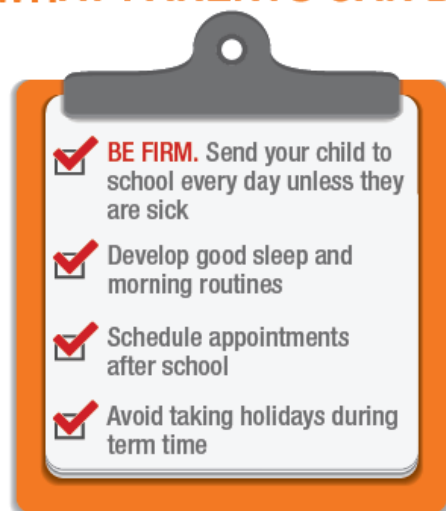 BE FIRM. Send your child to
school every day unless they
are sick
Develop good sleep and
morning routines
Schedule appointments
after school
Avoid taking holidays during
term time